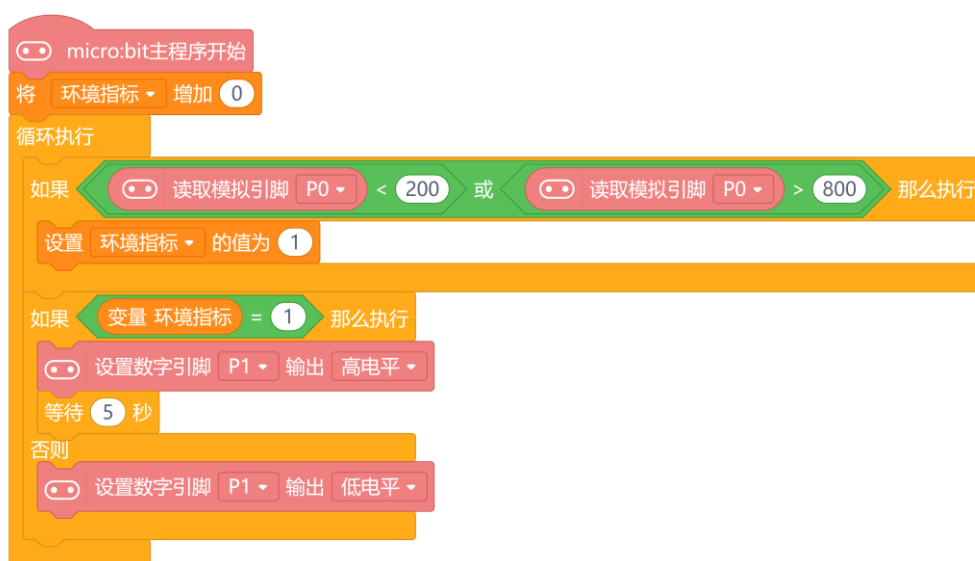 micro:bit主程序开始
将 环境指标 增加 0
循环执行
如果 读取模拟引脚 P0 < 200 或 读取模拟引脚 P0 > 800 那么执行
设置 环境指标 的值为 1
如果 变量 环境指标 = 1 那么执行
设置数字引脚 P1 输出 高电平
等待 5 秒
否则
设置数字引脚 P1 输出 低电平